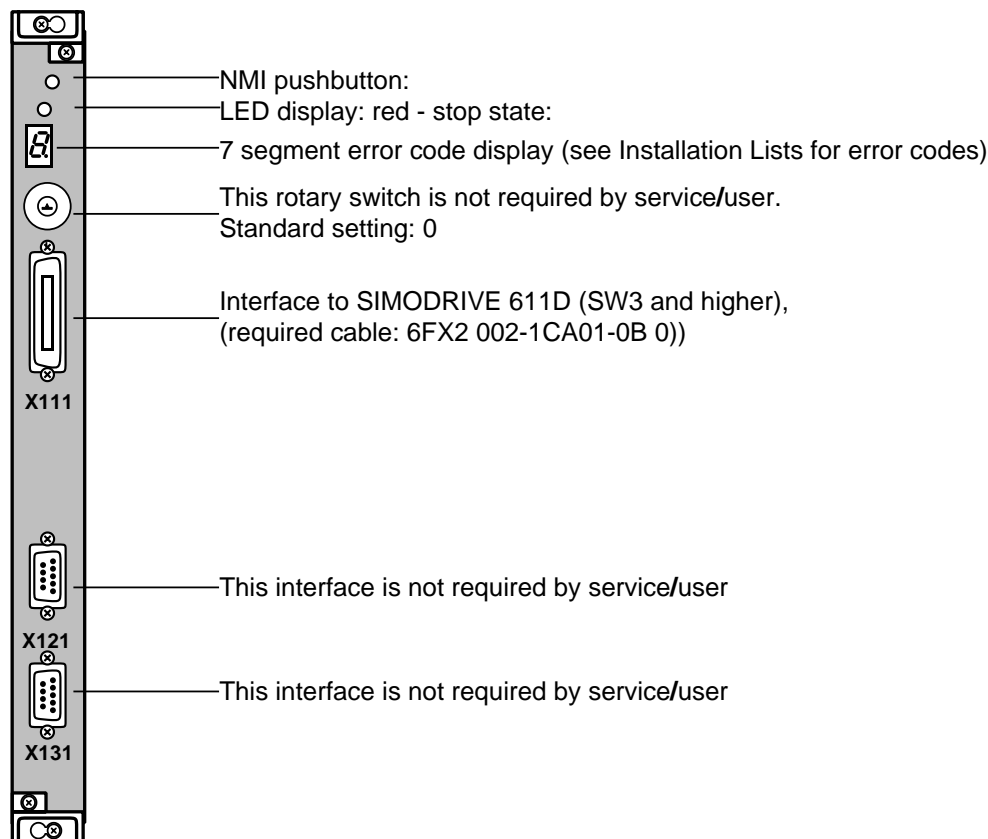 NMI pushbutton:
LED display: red - stop state:
8.
7 segment error code display (see Installation Lists for error codes)
This rotary switch is not required by service/user.
Standard setting: 0
Interface to SIMODRIVE 611D (SW3 and higher),
(required cable: 6FX2 002-1CA01-0B 0))
X111
This interface is not required by service/user
X121
This interface is not required by service/user
X131